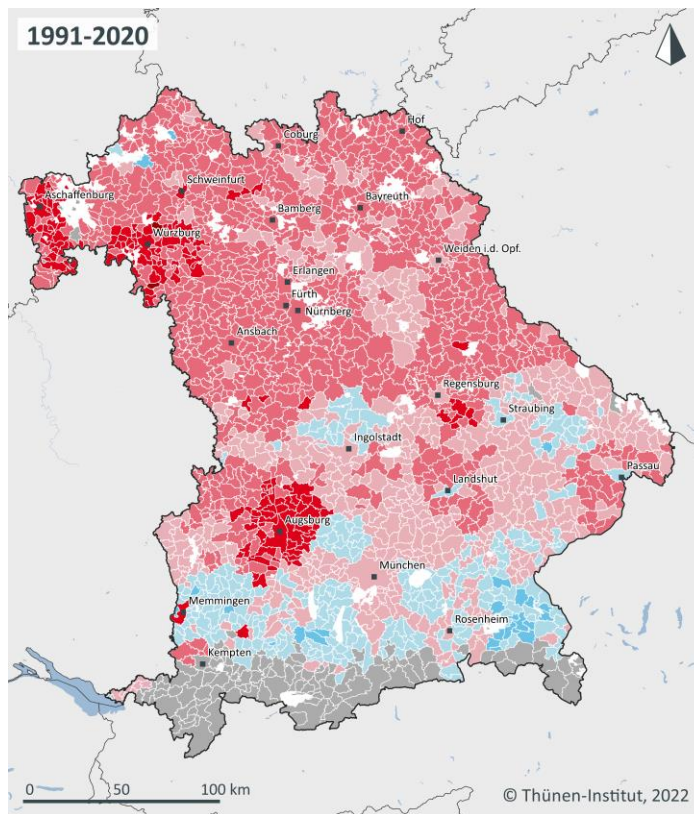 1991-2020
Coburg
Hof
Schweinfurt
Aschaffenburg
Bamberg
Bayreuth
Würzburg
Weiden i.d. Opf.
Erlangen
Fürth
Nürnberg
Ansbach
Regensburg
Straubing
Ingolstadt
Passau
Landshut
Augsburg
München
Memmingen
Rosenheim
Kempten
0 50 100 km
© Thünen-Institut, 2022